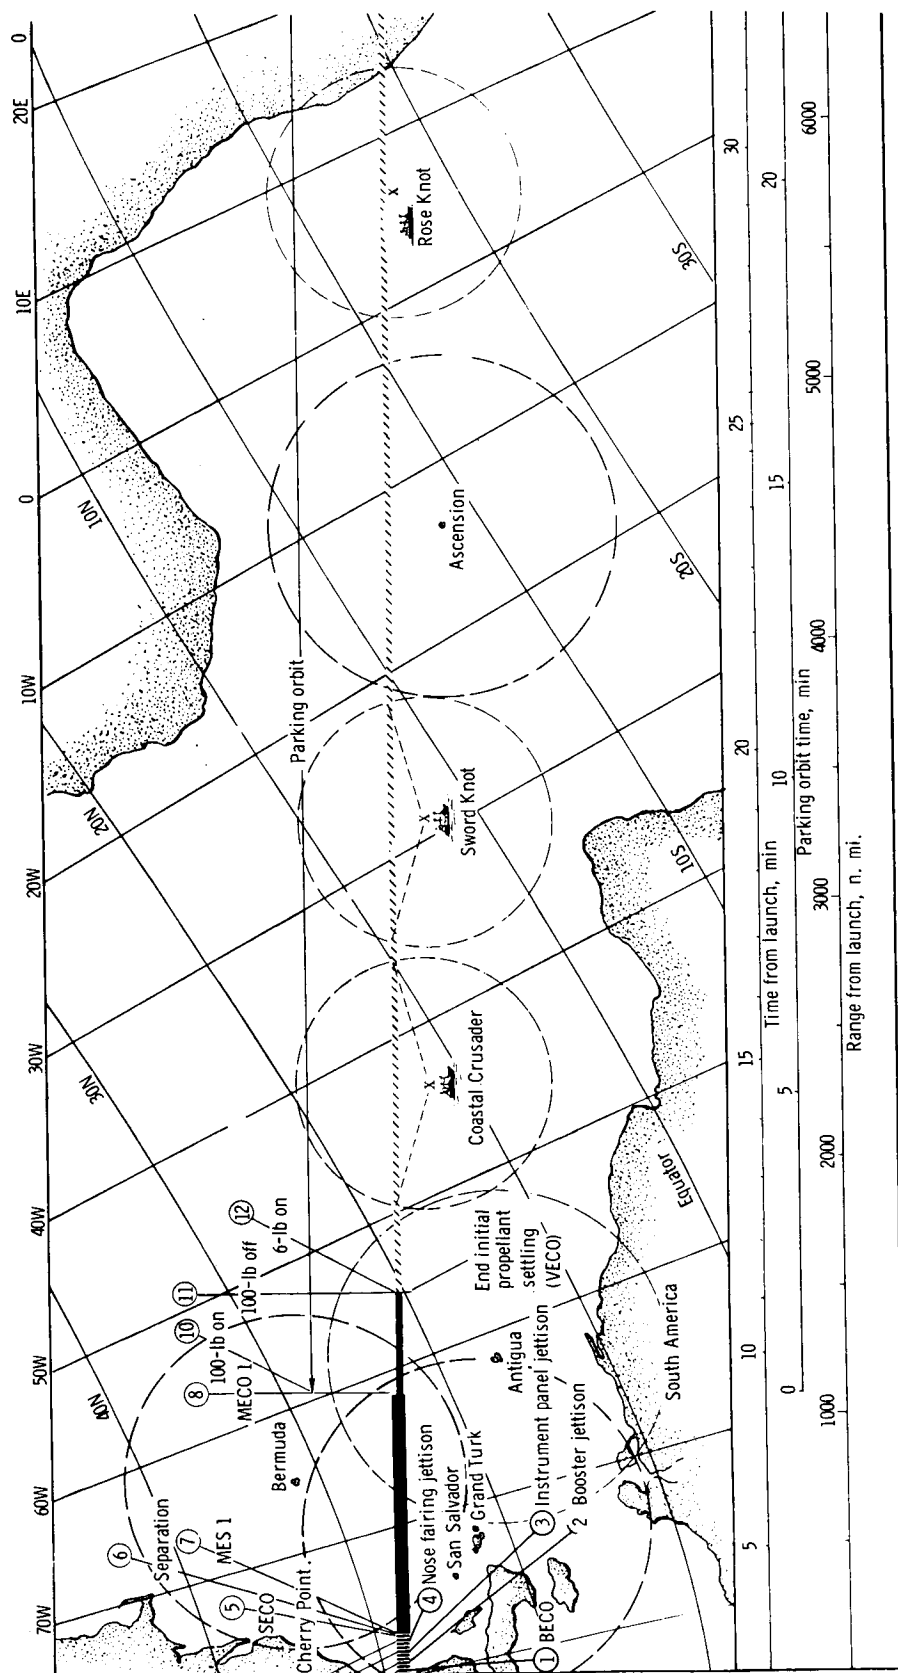 70W
60W
50W
40W
30W
20W
10W
0
10E
20E
0
40N
30N
20N
10N
Equator
10S
20S
30S
5
SECO
6
Separation
7
MES 1
8
MECO 1
10
100-lb on
11
100-lb off
12
6-lb on
Parking orbit
Cherry Point
Bermuda
4 Nose fairing jettison
San Salvador
Grand Turk
Antigua
3 Instrument panel jettison
2 Booster jettison
1 BECO
End initial
propellant
settling
(VECO)
South America
Coastal Crusader
X
Sword Knot
X
Ascension
Rose Knot
X
5
10
15
20
25
30
Time from launch, min
0
5
10
15
20
Parking orbit time, min
1000
2000
3000
4000
5000
6000
Range from launch, n. mi.